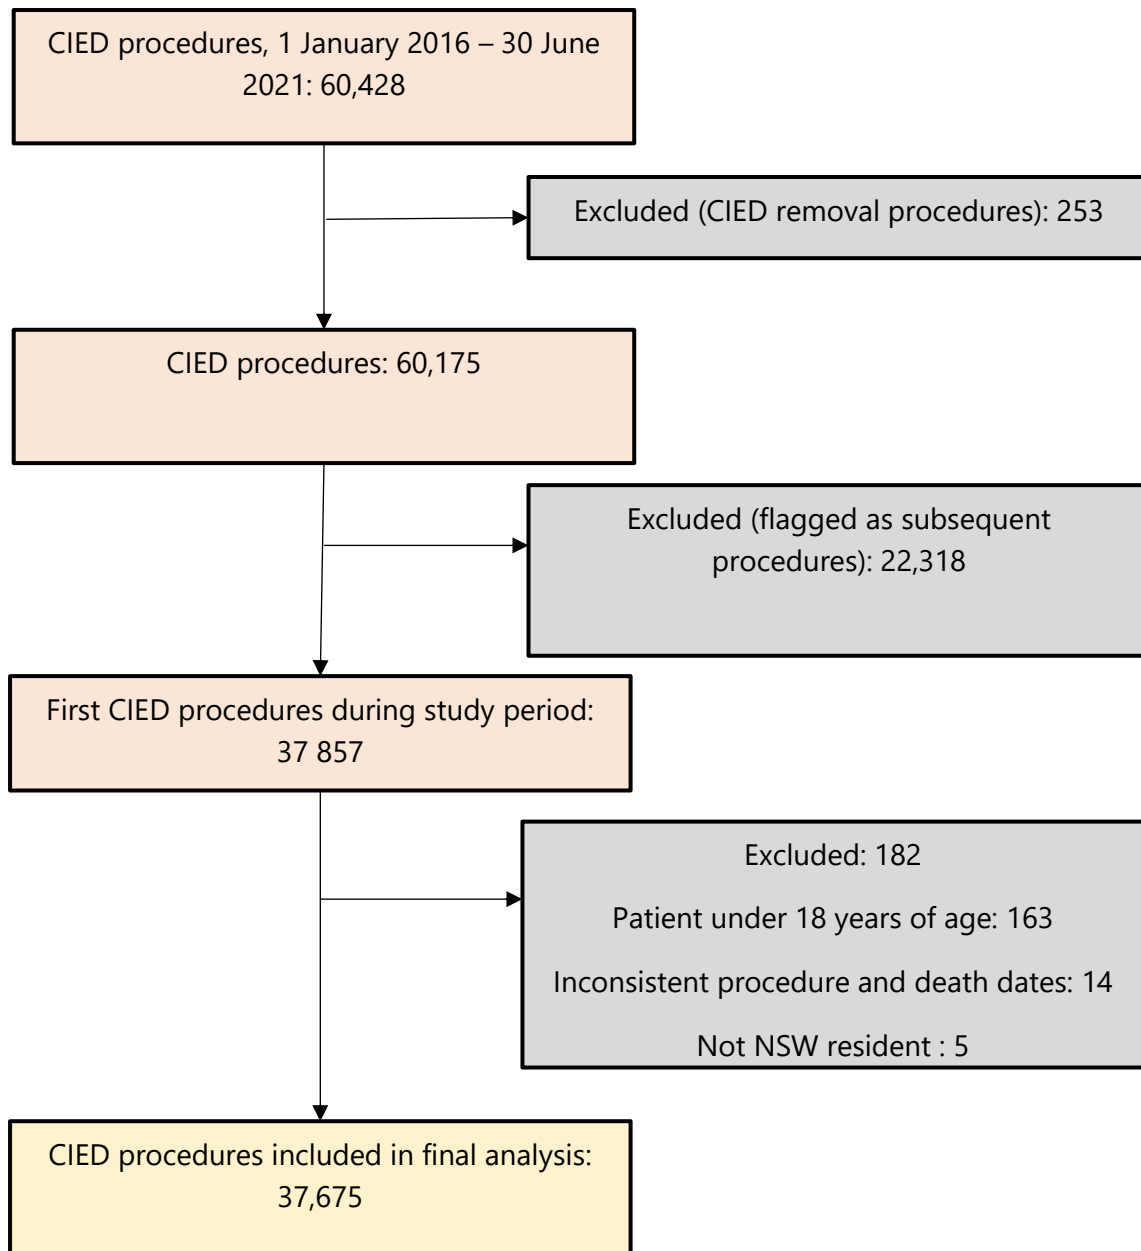 CIED procedures, 1 January 2016 – 30 June
2021: 60,428
Excluded (CIED removal procedures): 253
CIED procedures: 60,175
Excluded (flagged as subsequent
procedures): 22,318
First CIED procedures during study period:
37 857
Excluded: 182
Patient under 18 years of age: 163
Inconsistent procedure and death dates: 14
Not NSW resident : 5
CIED procedures included in final analysis:
37,675